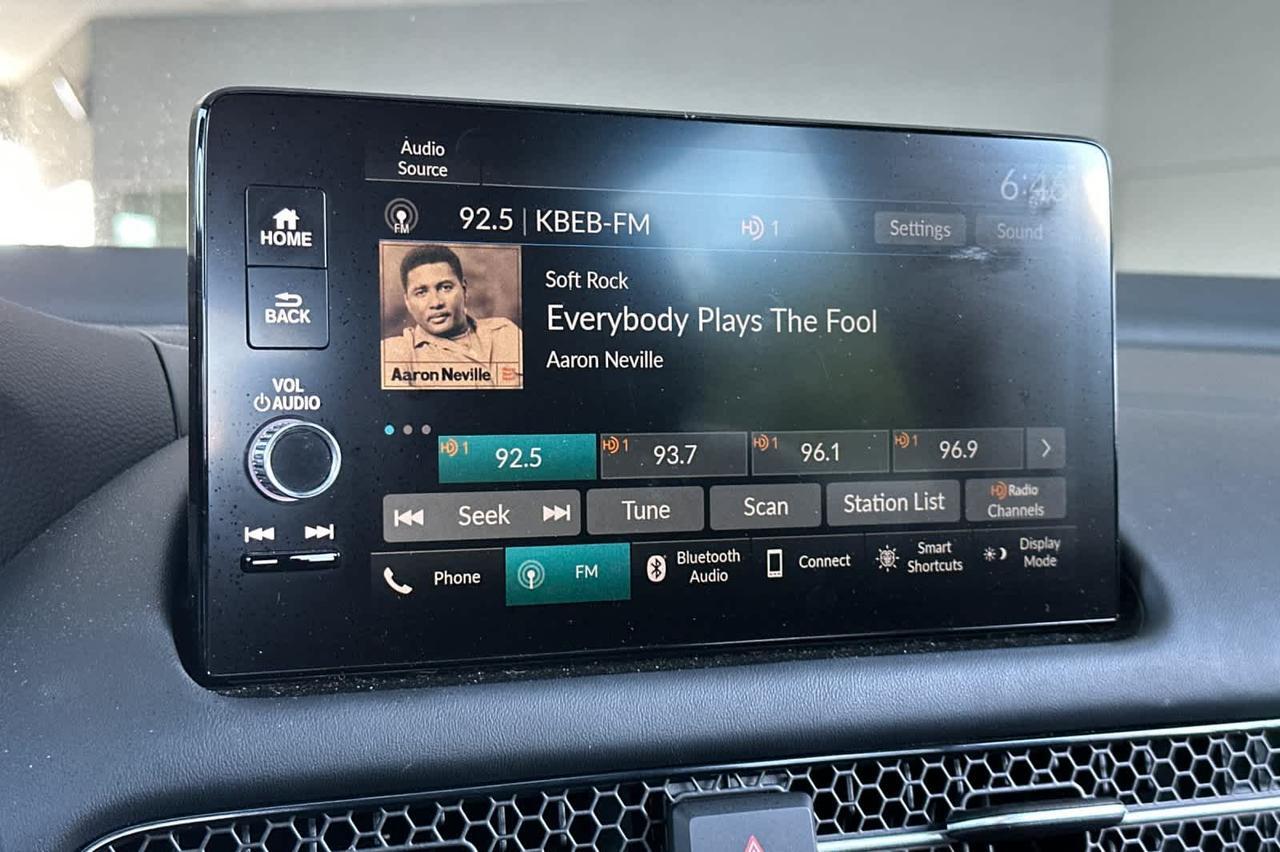 Audio
Source
6:46
HOME
FM
92.5 | KBEB-FM
HD 1
Settings
Sound
BACK
Soft Rock
Everybody Plays The Fool
Aaron Neville
Aaron Neville
VOL
AUDIO
HD 1 92.5
HD 1 93.7
HD 1 96.1
HD 1 96.9
Seek
Tune
Scan
Station List
HD Radio
Channels
Phone
FM
Bluetooth
Audio
Connect
Smart
Shortcuts
Display
Mode